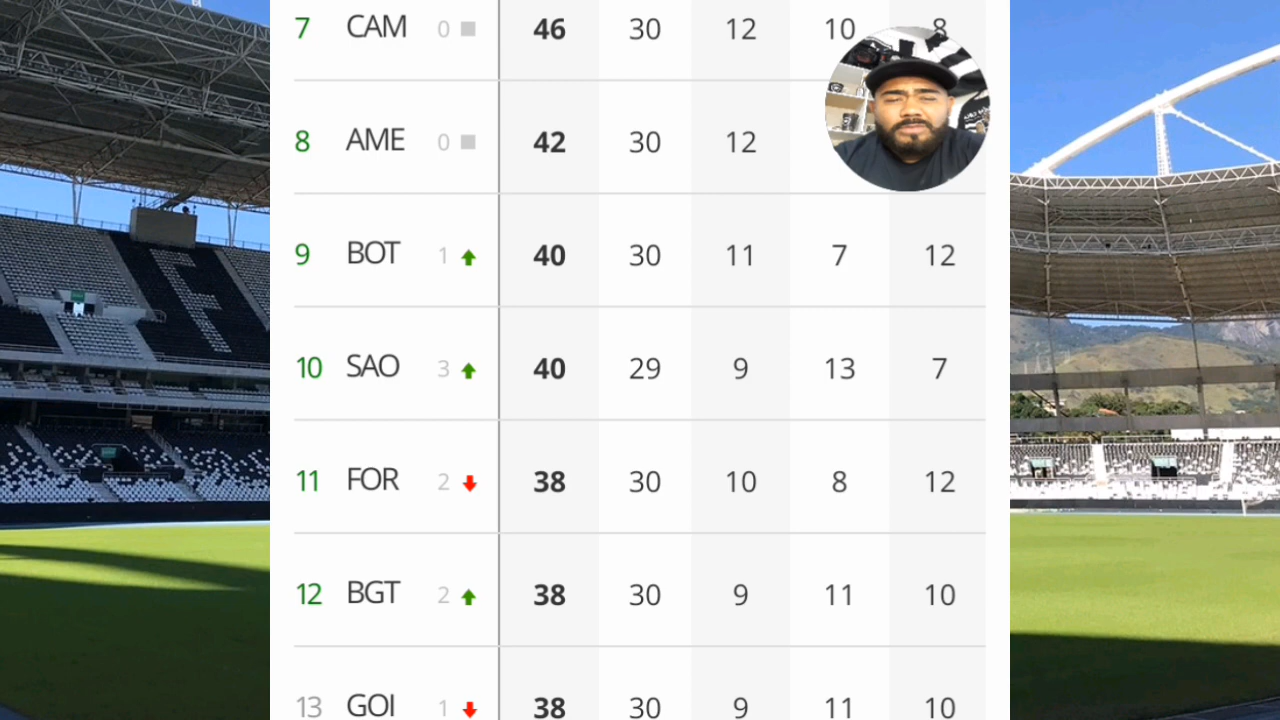 7 CAM 0 46 30 12 10 8
8 AME 0 42 30 12
9 BOT 1 40 30 11 7 12
10 SAO 3 40 29 9 13 7
11 FOR 2 38 30 10 8 12
12 BGT 2 38 30 9 11 10
13 GOI 1 38 30 9 11 10
F